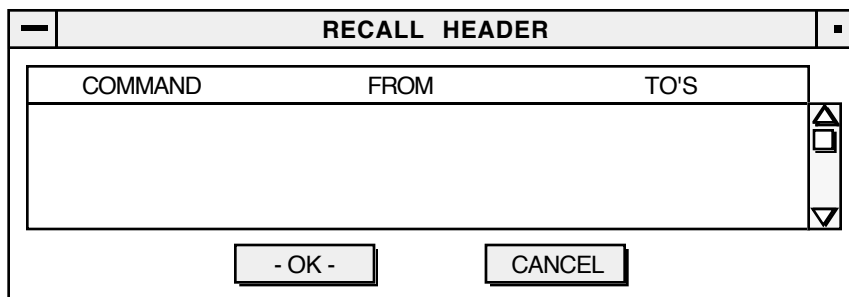 RECALL HEADER
COMMAND FROM TO'S
- OK - CANCEL